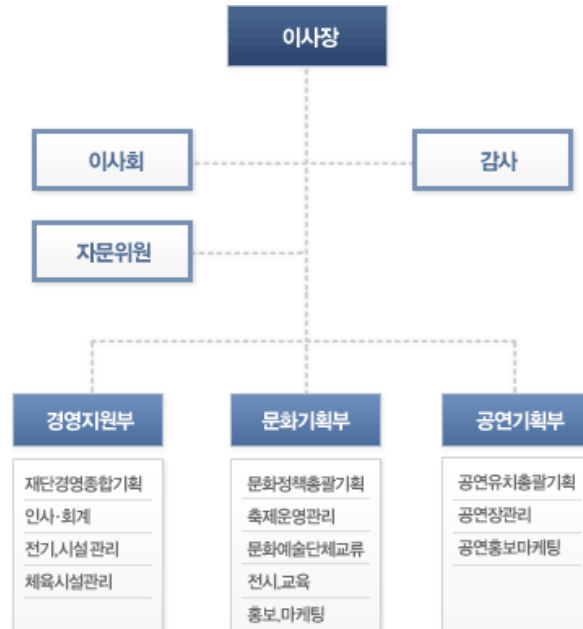 이사장
이사회
감사
자문위원
경영지원부
문화기획부
공연기획부
재단경영종합기획
인사·회계
전기,시설 관리
체육시설관리
문화정책총괄기획
축제운영관리
문화예술단체교류
전시,교육
홍보,마케팅
공연유치총괄기획
공연장관리
공연홍보마케팅